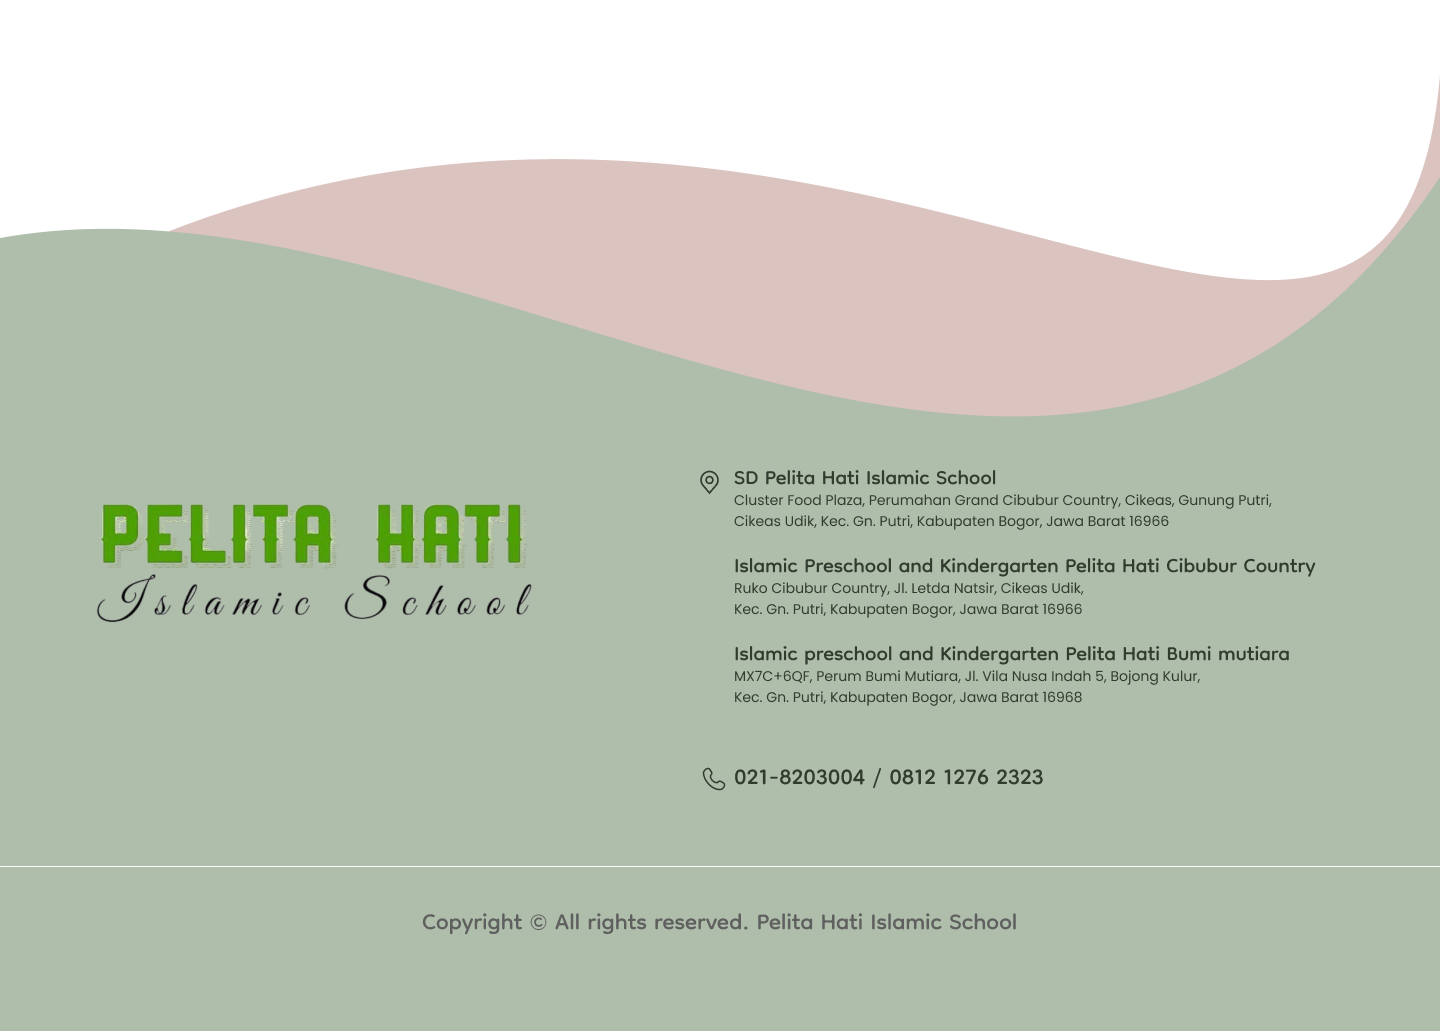 PELITA HATI
Islamic School
SD Pelita Hati Islamic School
Cluster Food Plaza, Perumahan Grand Cibubur Country, Cikeas, Gunung Putri,
Cikeas Udik, Kec. Gn. Putri, Kabupaten Bogor, Jawa Barat 16966
Islamic Preschool and Kindergarten Pelita Hati Cibubur Country
Ruko Cibubur Country, Jl. Letda Natsir, Cikeas Udik,
Kec. Gn. Putri, Kabupaten Bogor, Jawa Barat 16966
Islamic preschool and Kindergarten Pelita Hati Bumi mutiara
MX7C+6QF, Perum Bumi Mutiara, Jl. Vila Nusa Indah 5, Bojong Kulur,
Kec. Gn. Putri, Kabupaten Bogor, Jawa Barat 16968
021-8203004 / 0812 1276 2323
Copyright © All rights reserved. Pelita Hati Islamic School